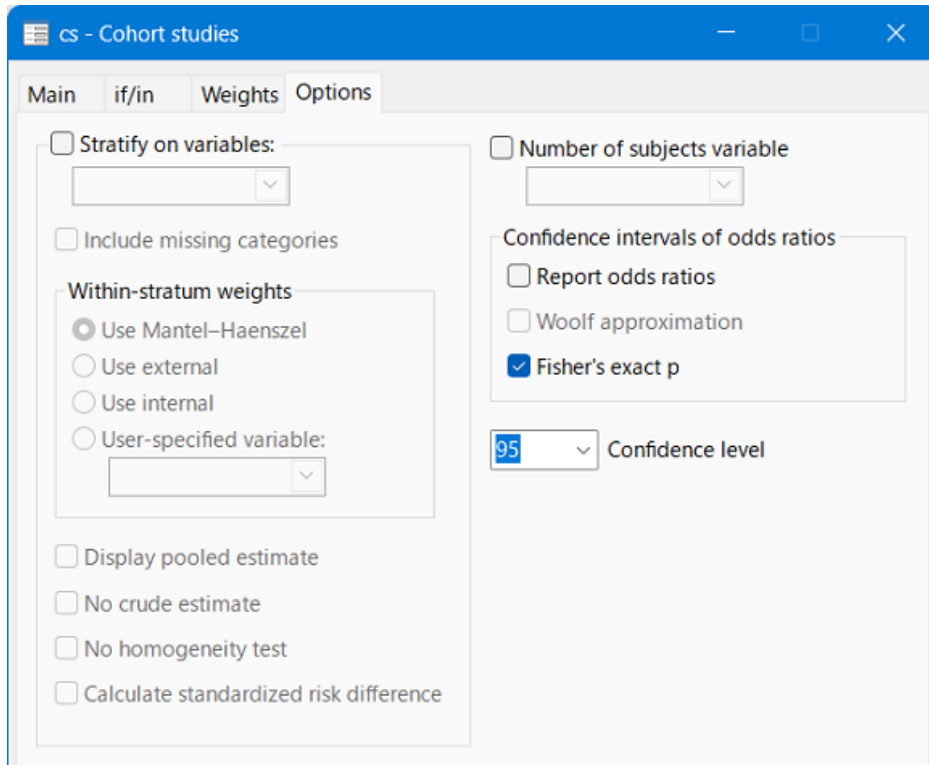 cs - Cohort studies
Main if/in Weights Options
Stratify on variables:
Include missing categories
Within-stratum weights
Use Mantel–Haenszel
Use external
Use internal
User-specified variable:
Display pooled estimate
No crude estimate
No homogeneity test
Calculate standardized risk difference
Number of subjects variable
Confidence intervals of odds ratios
Report odds ratios
Woolf approximation
Fisher's exact p
95 Confidence level